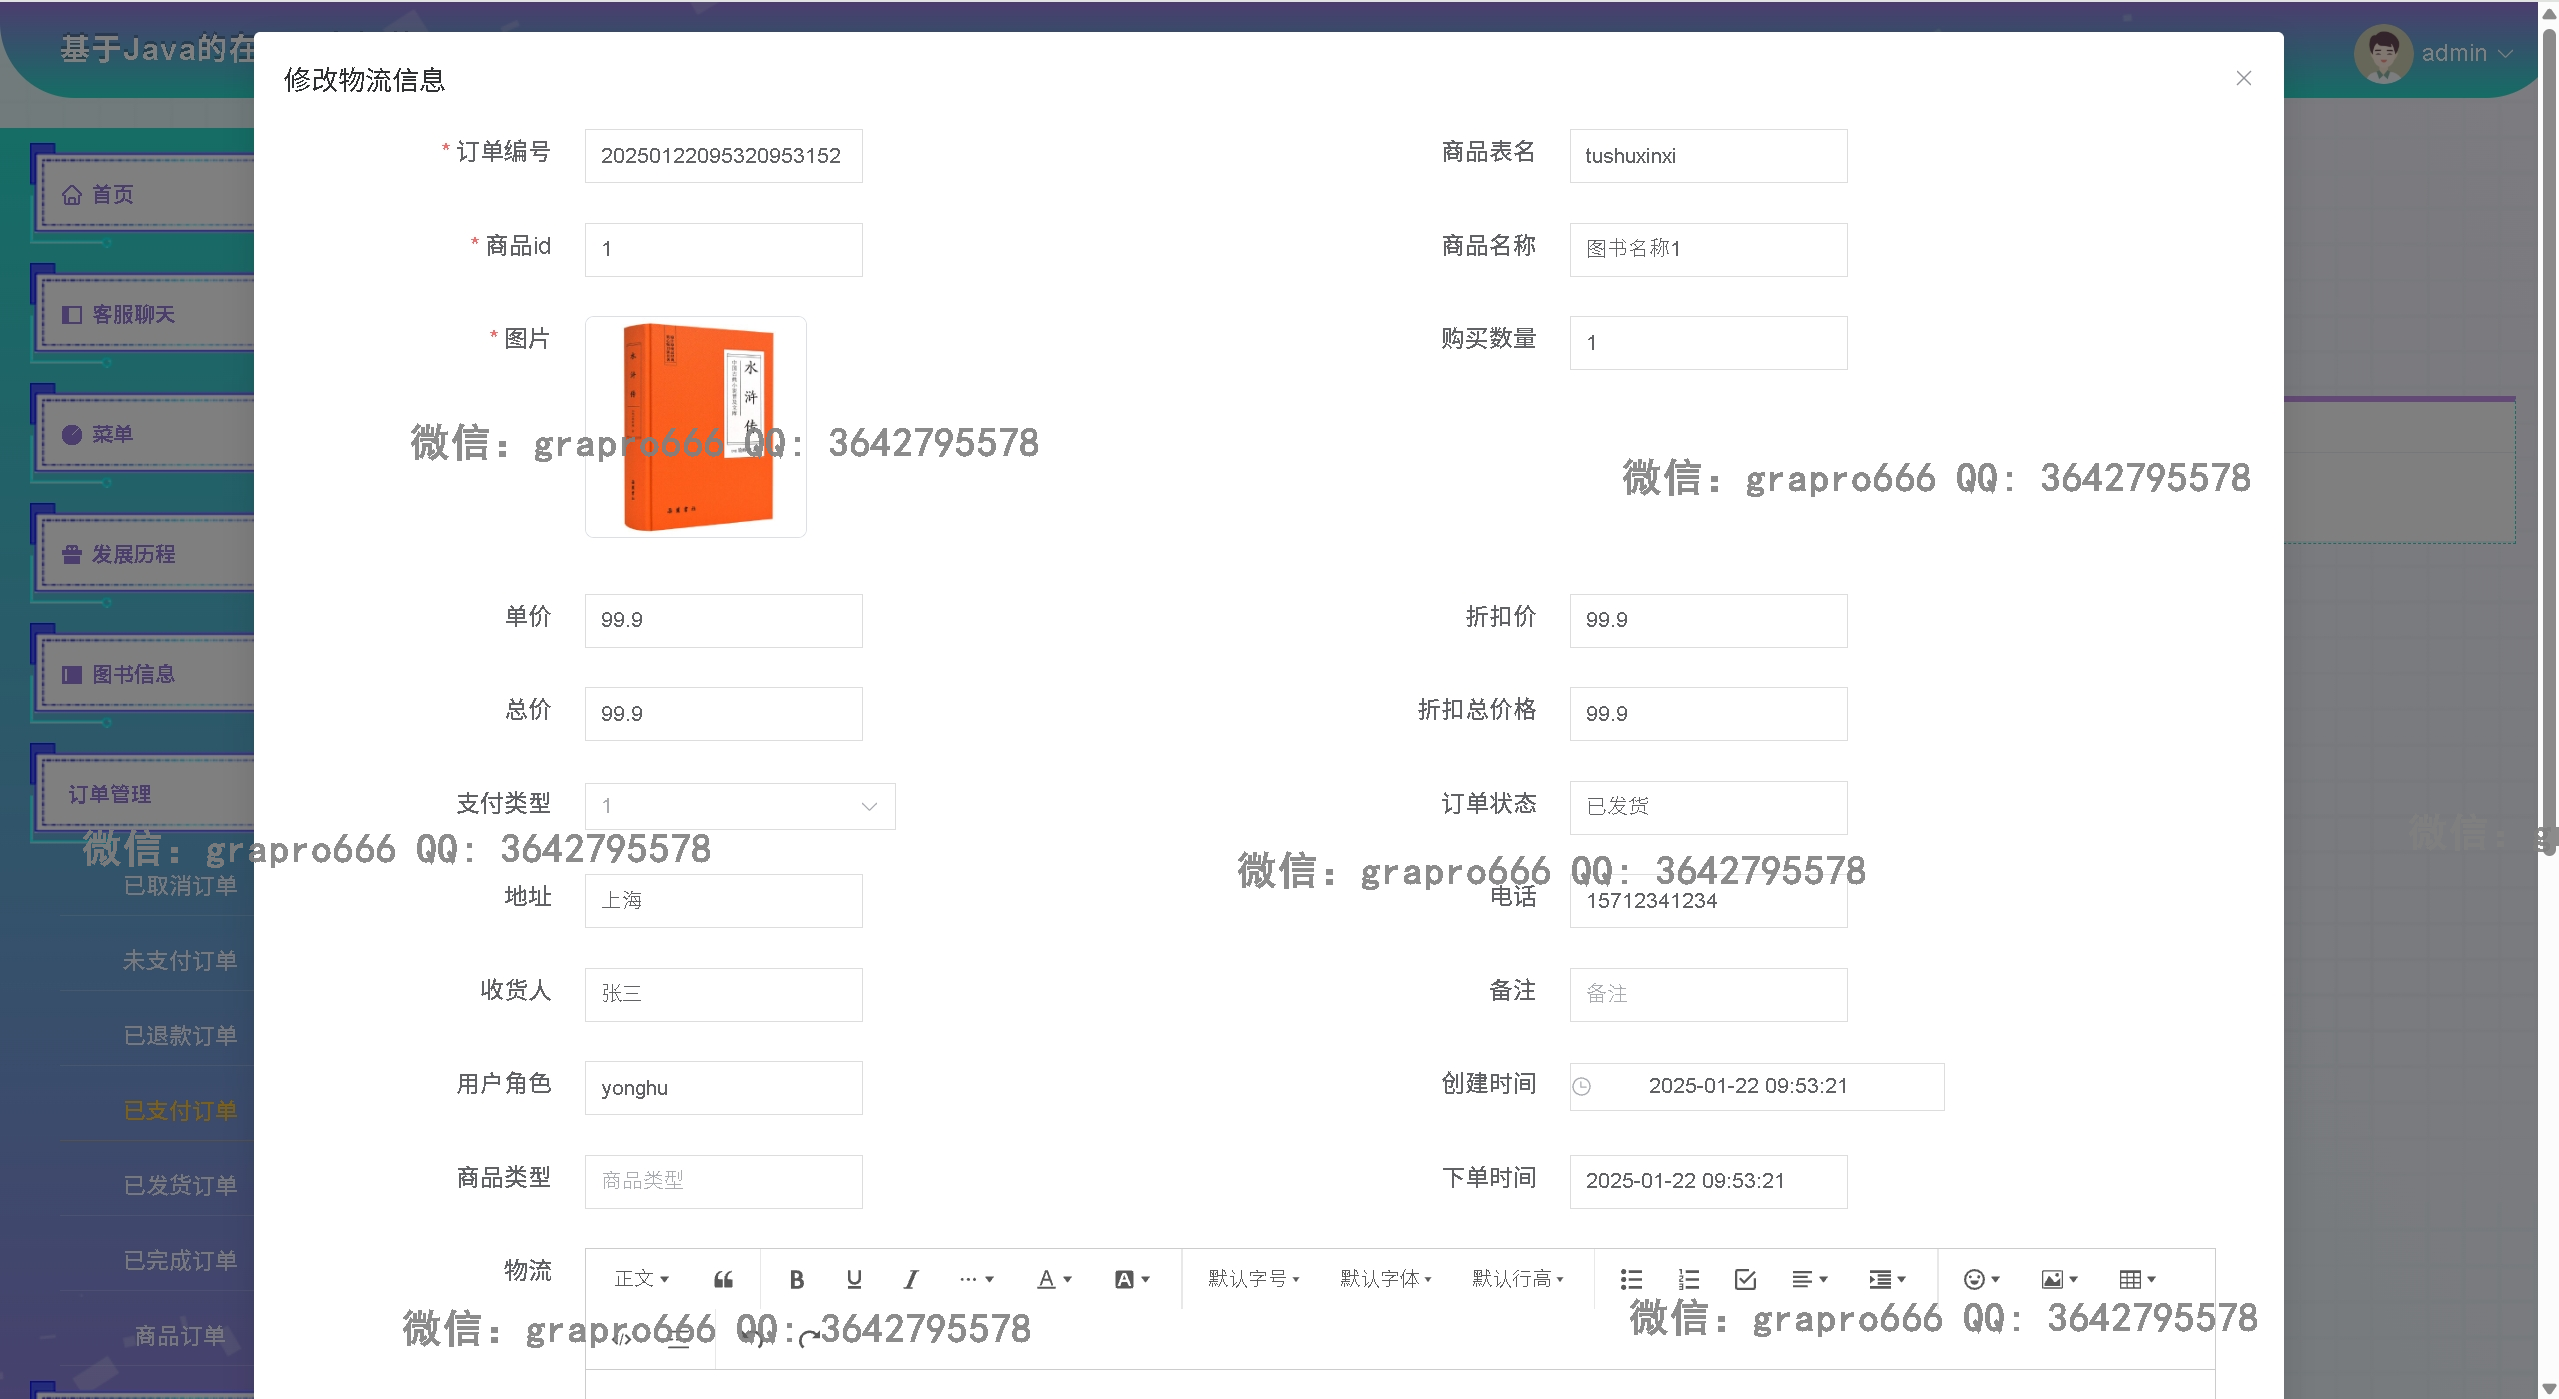 基于Java的在
admin
修改物流信息
* 订单编号 20250122095320953152
商品表名 tushuxinxi
首页
* 商品id 1
商品名称 图书名称1
客服聊天
* 图片
购买数量 1
水浒传
菜单
微信：grapro666 QQ: 3642795578
微信：grapro666 QQ: 3642795578
岳麓书社
发展历程
单价 99.9
折扣价 99.9
图书信息
总价 99.9
折扣总价格 99.9
订单管理
支付类型 1
订单状态 已发货
微信：grapro666 QQ: 3642795578
微信：grapro666 QQ: 3642795578
微信：g
已取消订单
地址 上海
电话 15712341234
未支付订单
收货人 张三
备注 备注
已退款订单
用户角色 yonghu
创建时间 2025-01-22 09:53:21
已支付订单
商品类型 商品类型
下单时间 2025-01-22 09:53:21
已发货订单
已完成订单
物流
正文 B U I ... A A 默认字号 默认字体 默认行高
微信：grapro666 QQ: 3642795578
微信：grapro666 QQ: 3642795578
商品订单